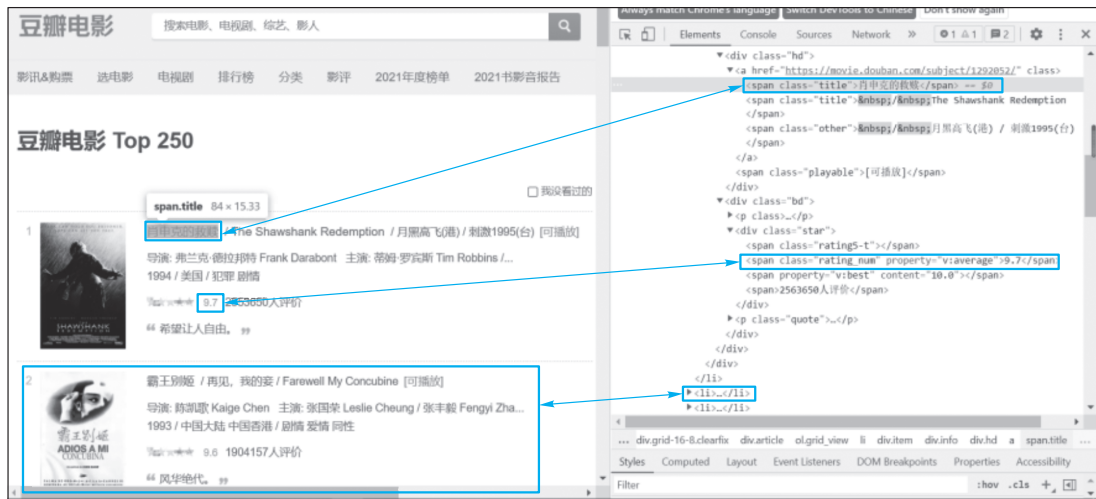 豆瓣电影
搜索电影、电视剧、综艺、影人
影讯&购票 选电影 电视剧 排行榜 分类 影评 2021年度榜单 2021书影音报告
豆瓣电影 Top 250
我没看过的
span.title 84 × 15.33
1
肖申克的救赎 / The Shawshank Redemption / 月黑高飞(港) / 刺激1995(台) [可播放]
导演: 弗兰克·德拉邦特 Frank Darabont 主演: 蒂姆·罗宾斯 Tim Robbins /...
1994 / 美国 / 犯罪 剧情
9.7 2563650人评价
“ 希望让人自由。 ”
SHAWSHANK
REDEMPTION
2
霸王别姬 / 再见，我的妾 / Farewell My Concubine [可播放]
导演: 陈凯歌 Kaige Chen 主演: 张国荣 Leslie Cheung / 张丰毅 Fengyi Zha...
1993 / 中国大陆 中国香港 / 剧情 爱情 同性
9.6 1904157人评价
“ 风华绝代。 ”
霸王别姬
ADIOS A MI
CONCUBINA
Always match Chrome's language Switch DevTools to Chinese Don't show again
Elements Console Sources Network » 1 1 2
▼<div class="hd">
▼<a href="https://movie.douban.com/subject/1292052/" class>
<span class="title">肖申克的救赎</span> == $0
<span class="title">&nbsp;/&nbsp;The Shawshank Redemption
</span>
<span class="other">&nbsp;/&nbsp;月黑高飞(港) / 刺激1995(台)
</span>
</a>
<span class="playable">[可播放]</span>
</div>
▼<div class="bd">
▶<p class>…</p>
▼<div class="star">
<span class="rating5-t"></span>
<span class="rating_num" property="v:average">9.7</span>
<span property="v:best" content="10.0"></span>
<span>2563650人评价</span>
</div>
▶<p class="quote">…</p>
</div>
</div>
</div>
</li>
▶<li>…</li>
▶<li>…</li>
... div.grid-16-8.clearfix div.article ol.grid_view li div.item div.info div.hd a span.title ...
Styles Computed Layout Event Listeners DOM Breakpoints Properties Accessibility
Filter :hov .cls +